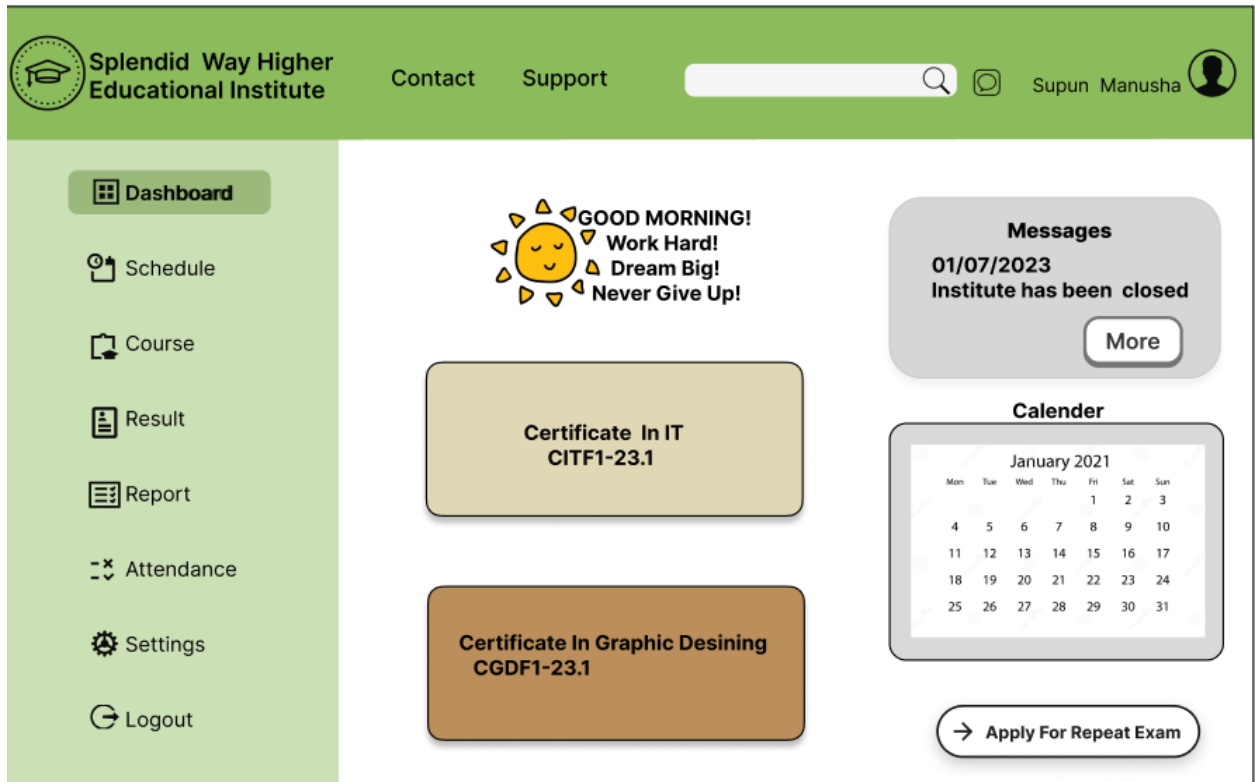 Splendid Way Higher
Educational Institute
Contact
Support
Supun Manusha
Dashboard
Schedule
Course
Result
Report
Attendance
Settings
Logout
GOOD MORNING!
Work Hard!
Dream Big!
Never Give Up!
Certificate In IT
CITF1-23.1
Certificate In Graphic Desining
CGDF1-23.1
Messages
01/07/2023
Institute has been closed
More
Calender
January 2021
Mon Tue Wed Thu Fri Sat Sun
1 2 3
4 5 6 7 8 9 10
11 12 13 14 15 16 17
18 19 20 21 22 23 24
25 26 27 28 29 30 31
Apply For Repeat Exam